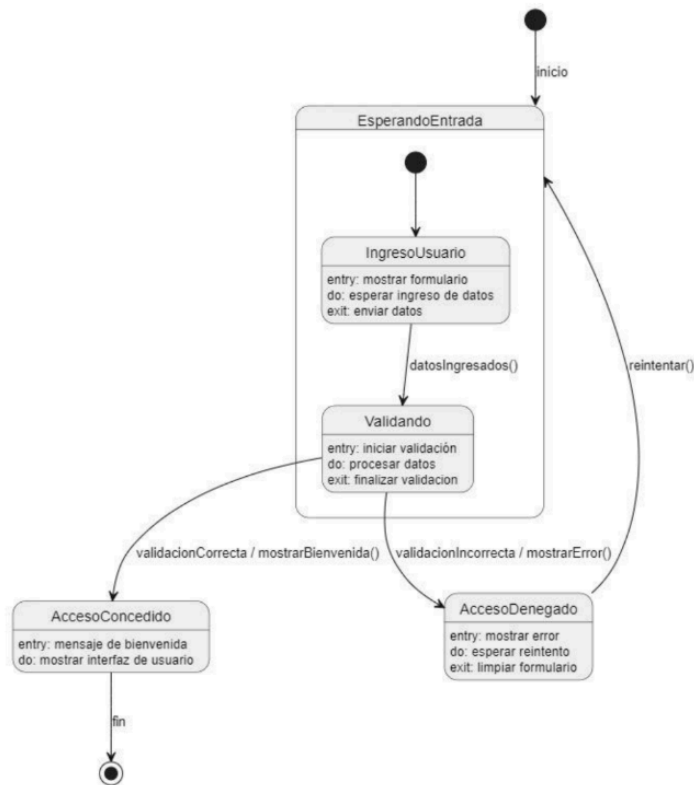 inicio
EsperandoEntrada
IngresoUsuario
entry: mostrar formulario
do: esperar ingreso de datos
exit: enviar datos
datosIngresados()
reintentar()
Validando
entry: iniciar validación
do: procesar datos
exit: finalizar validacion
validacionCorrecta / mostrarBienvenida()
validacionIncorrecta / mostrarError()
AccesoConcedido
entry: mensaje de bienvenida
do: mostrar interfaz de usuario
AccesoDenegado
entry: mostrar error
do: esperar reintento
exit: limpiar formulario
fin